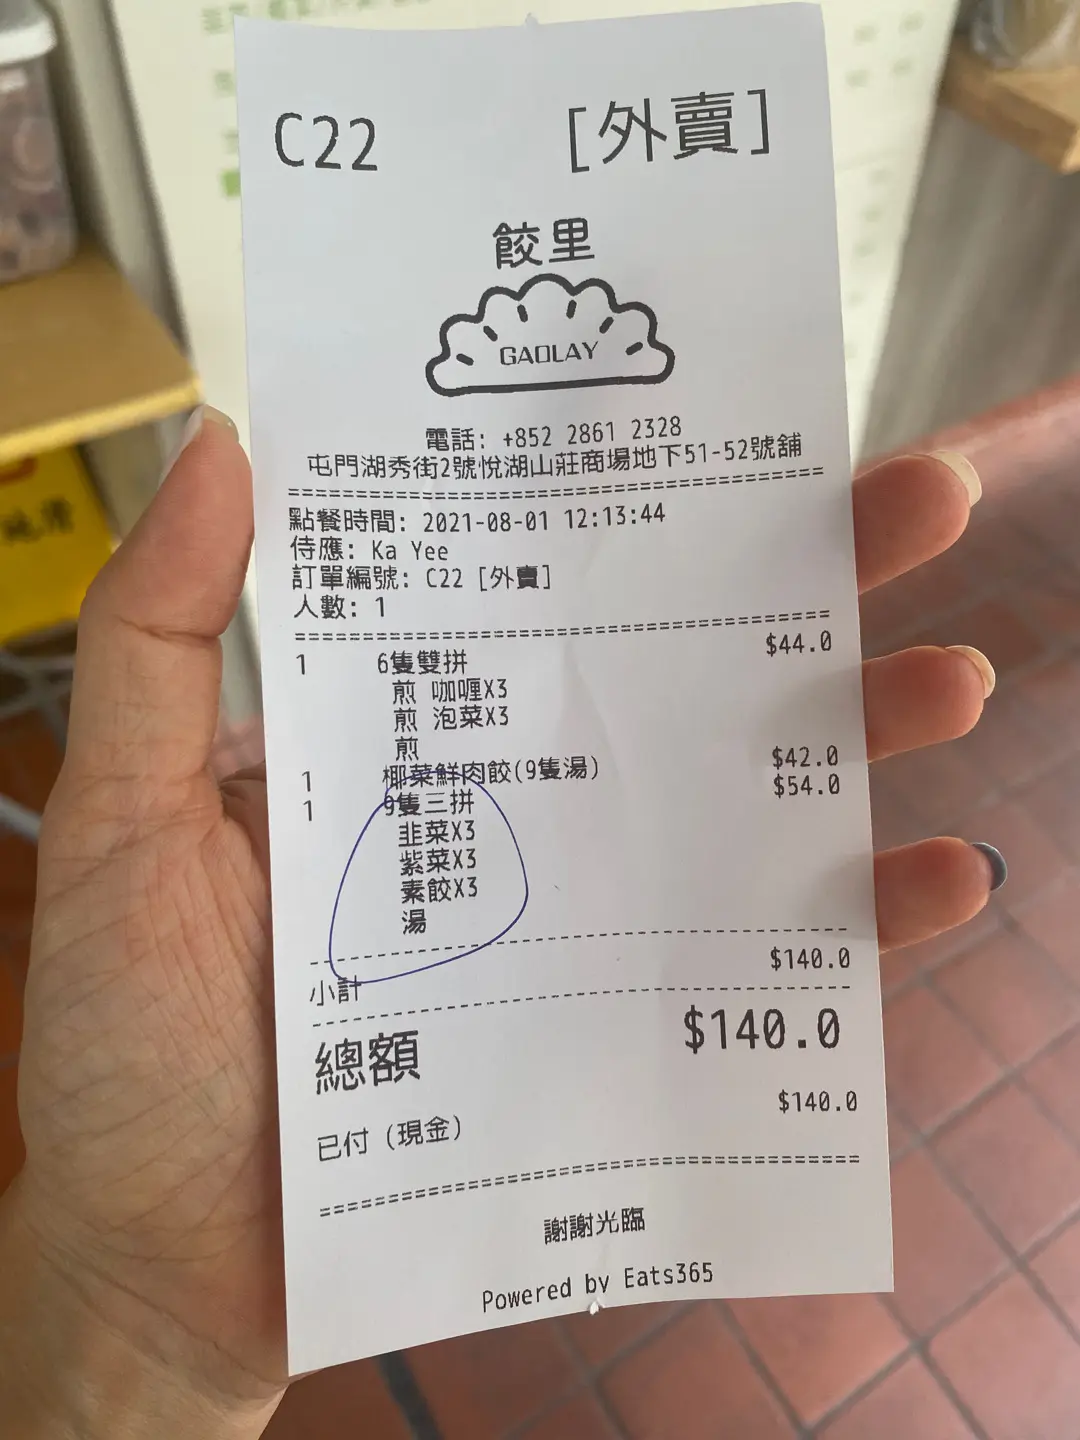 C22 [外賣]
餃里
GAOLAY
電話: +852 2861 2328
屯門湖秀街2號悅湖山莊商場地下51-52號舖
點餐時間: 2021-08-01 12:13:44
侍應: Ka Yee
訂單編號: C22 [外賣]
人數: 1
1 6隻雙拼 $44.0
煎 咖喱X3
煎 泡菜X3
煎
1 椰菜鮮肉餃(9隻湯) $42.0
1 9隻三拼 $54.0
韭菜X3
紫菜X3
素餃X3
湯
小計 $140.0
總額 $140.0
已付 (現金) $140.0
謝謝光臨
Powered by Eats365